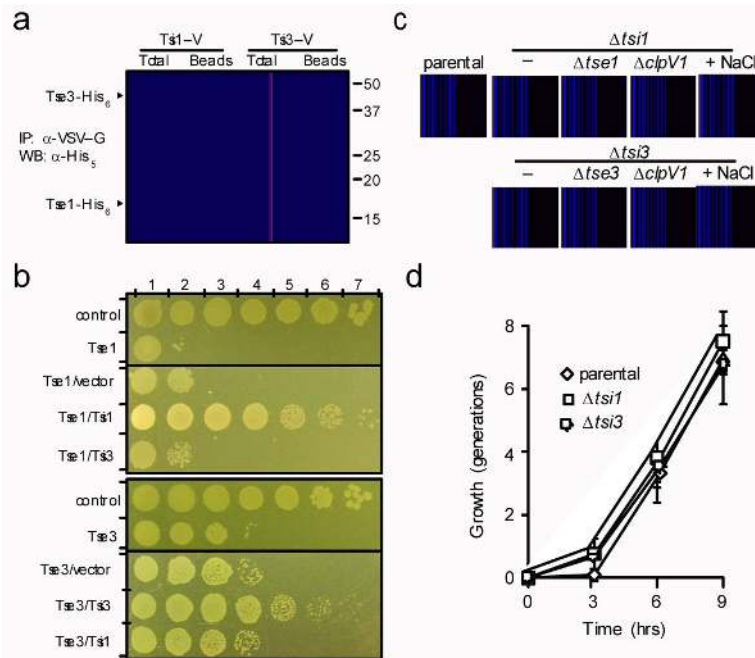 a
Tsi1–V Tsi3–V
Total Beads Total Beads
Tse3-His6
IP: α-VSV–G
WB: α-His5
Tse1-His6
50
37
25
20
15
b
1 2 3 4 5 6 7
control
Tse1
Tse1/vector
Tse1/Tsi1
Tse1/Tsi3
control
Tse3
Tse3/vector
Tse3/Tsi3
Tse3/Tsi1
c
Δtsi1
parental – Δtse1 ΔclpV1 + NaCl
Δtsi3
– Δtse3 ΔclpV1 + NaCl
d
8
6
4
2
0
Growth (generations)
parental
Δtsi1
Δtsi3
0 3 6 9
Time (hrs)